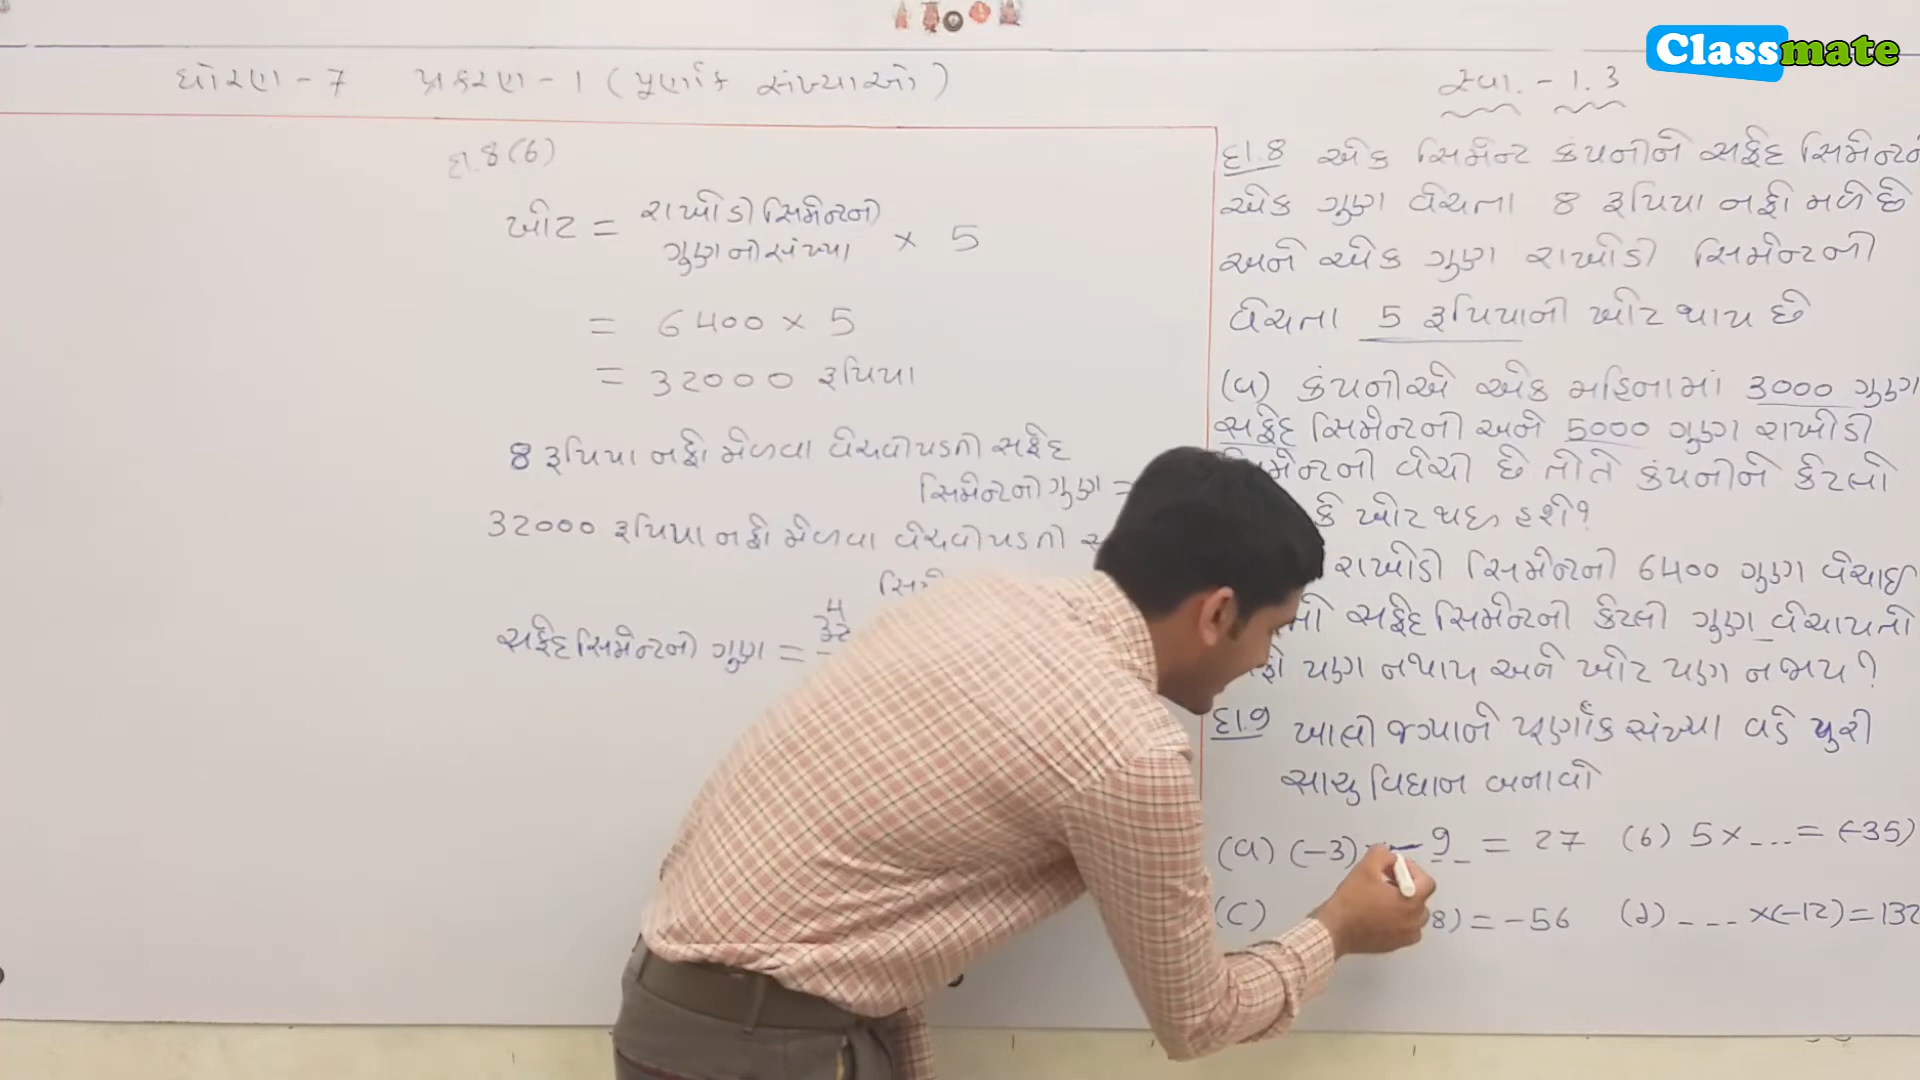 Classmate
ધોરણ - 7 પ્રકરણ - 1 (પૂર્ણાંક સંખ્યાઓ)
સ્વા. - 1.3
દા.8(b)
ખોટ = રાખોડી સિમેન્ટની ગુણની સંખ્યા × 5
= 6400 × 5
= 32000 રૂપિયા
8 રૂપિયા નફો મેળવવા વેચવી પડતી સફેદ
સિમેન્ટની ગુણ =
32000 રૂપિયા નફો મેળવવા વેચવી પડતી
સફેદ સિમેન્ટની ગુણ =
દા.8 એક સિમેન્ટ કંપનીને સફેદ સિમેન્ટની
એક ગુણ વેચતા 8 રૂપિયા નફો મળે છે
અને એક ગુણ રાખોડી સિમેન્ટની
વેચતા 5 રૂપિયાની ખોટ થાય છે
(a) કંપનીએ એક મહિનામાં 3000 ગુણ
સફેદ સિમેન્ટની અને 5000 ગુણ રાખોડી
સિમેન્ટની વેચી છે તો તે કંપનીને કેટલો
કે ખોટ થઇ હશે?
રાખોડી સિમેન્ટની 6400 ગુણ વેચાઈ
તો સફેદ સિમેન્ટની કેટલી ગુણ વેચાય તો
પણ ન થાય અને ખોટ પણ ન જાય ?
દા.9 ખાલી જગ્યાને પૂર્ણાંક સંખ્યા વડે પુરી
સાચુ વિધાન બનાવો
(a) (-3) - 9 = 27 (b) 5 × ... = (-35)
(C) 8) = -56 (d) - - - ×(-12) = 132